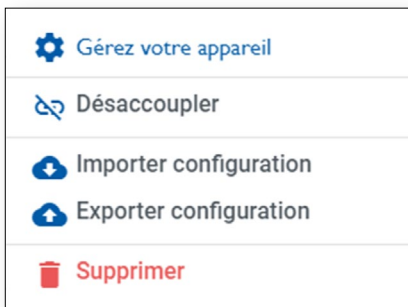 Gérez votre appareil
Désaccoupler
Importer configuration
Exporter configuration
Supprimer